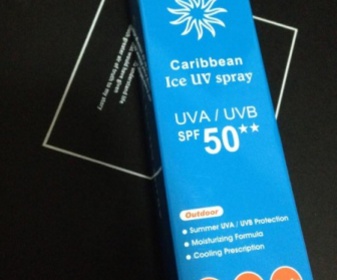 Caribbean
Ice UV spray
UVA / UVB
SPF 50★★
Outdoor
• Summer UVA / UVB Protection
• Moisturizing Formula
• Cooling Prescription